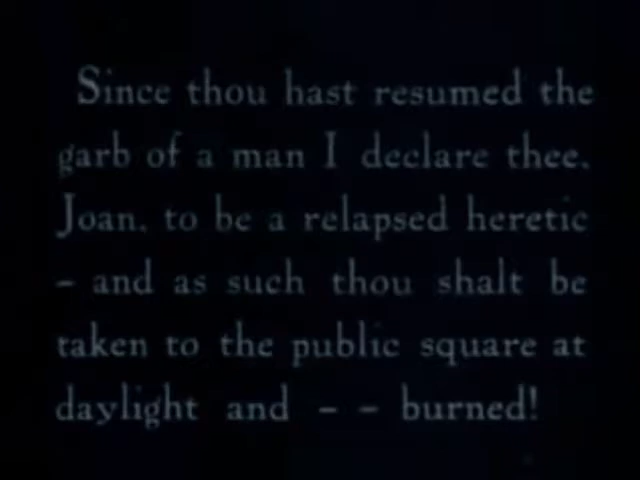 Since thou hast resumed the
garb of a man I declare thee,
Joan, to be a relapsed heretic
- and as such thou shalt be
taken to the public square at
daylight and - - burned!